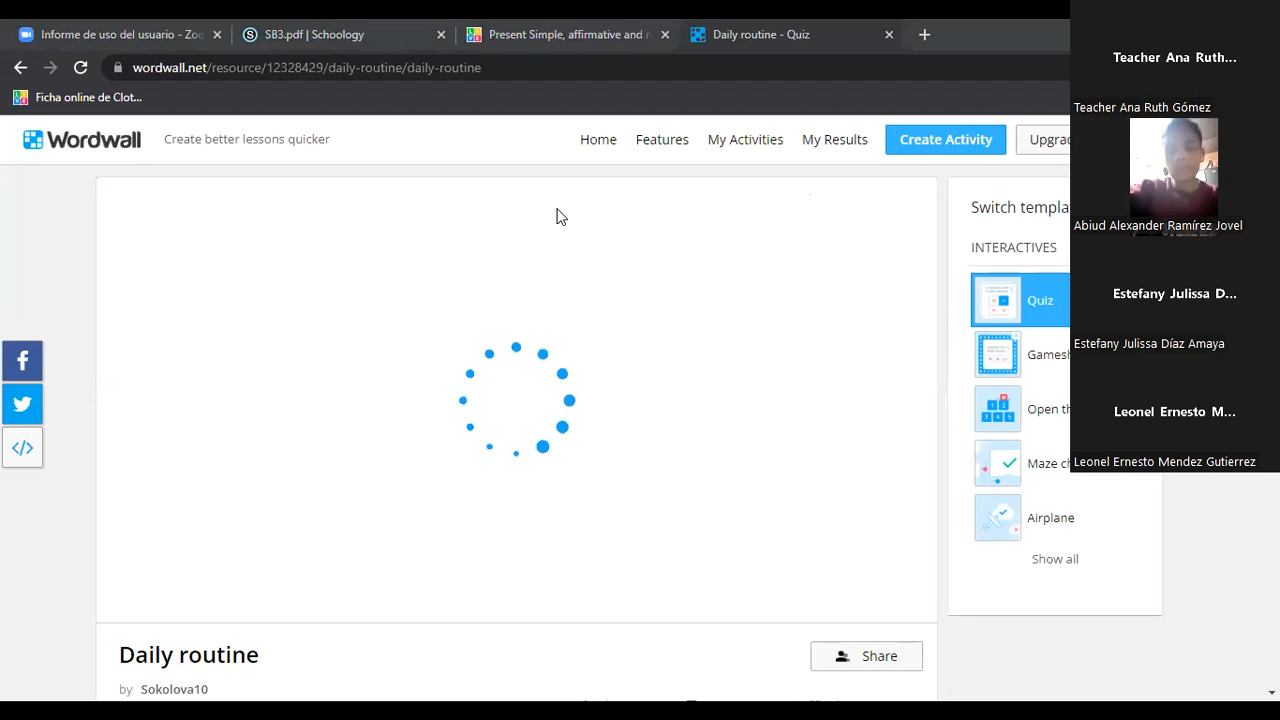 Informe de uso del usuario - Zoo
SB3.pdf | Schoology
Present Simple, affirmative and n
Daily routine - Quiz
wordwall.net/resource/12328429/daily-routine/daily-routine
Ficha online de Clot...
Wordwall
Create better lessons quicker
Home
Features
My Activities
My Results
Create Activity
Upgra
Switch templa
INTERACTIVES
Quiz
Gamesh
Open th
Maze ch
Airplane
Show all
Daily routine
Share
by Sokolova10
Teacher Ana Ruth...
Teacher Ana Ruth Gómez
Abiud Alexander Ramírez Jovel
Estefany Julissa D...
Estefany Julissa Díaz Amaya
Leonel Ernesto M...
Leonel Ernesto Mendez Gutierrez